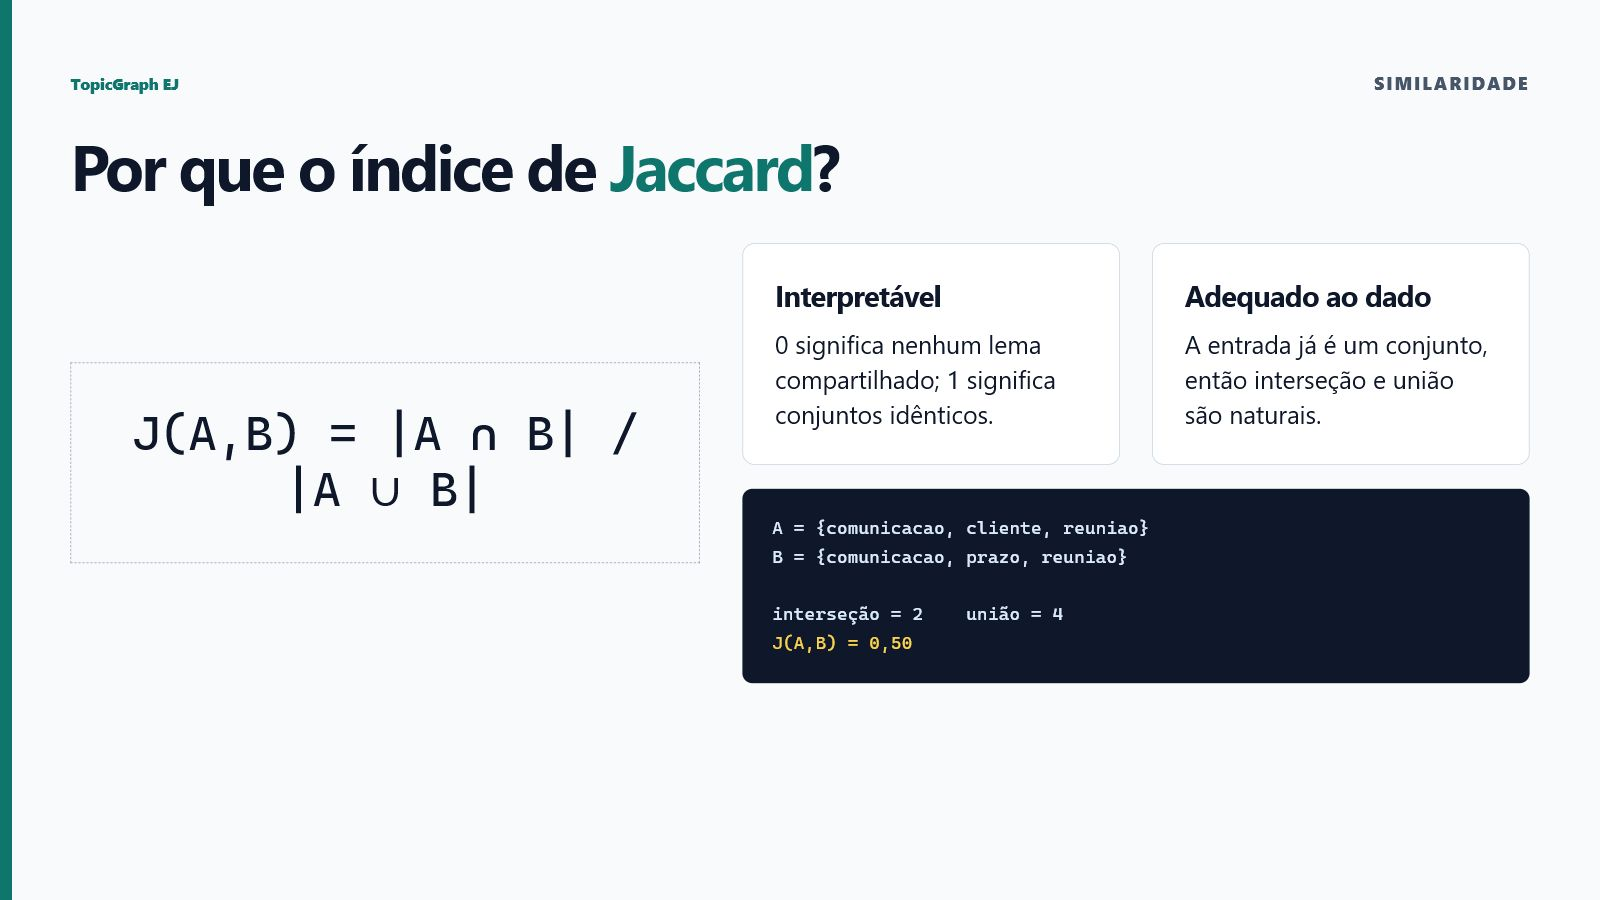 TopicGraph EJ
SIMILARIDADE
Por que o índice de Jaccard?
J(A,B) = |A ∩ B| /
|A ∪ B|
Interpretável
0 significa nenhum lema
compartilhado; 1 significa
conjuntos idênticos.
Adequado ao dado
A entrada já é um conjunto,
então interseção e união
são naturais.
A = {comunicacao, cliente, reuniao}
B = {comunicacao, prazo, reuniao}
interseção = 2    união = 4
J(A,B) = 0,50